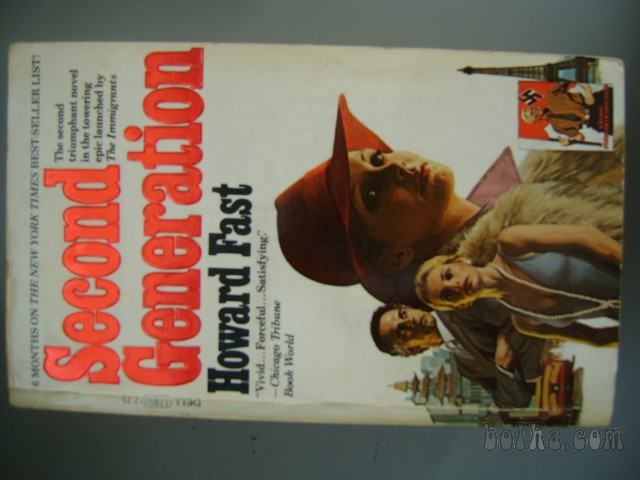 6 MONTHS ON THE NEW YORK TIMES BEST-SELLER LIST!
The second
triumphant novel
in the towering
epic launched by
The Immigrants
Second
Generation
Howard Fast
"Vivid...Forceful...Satisfying."
—Chicago Tribune
Book World
DELL
bolha.com